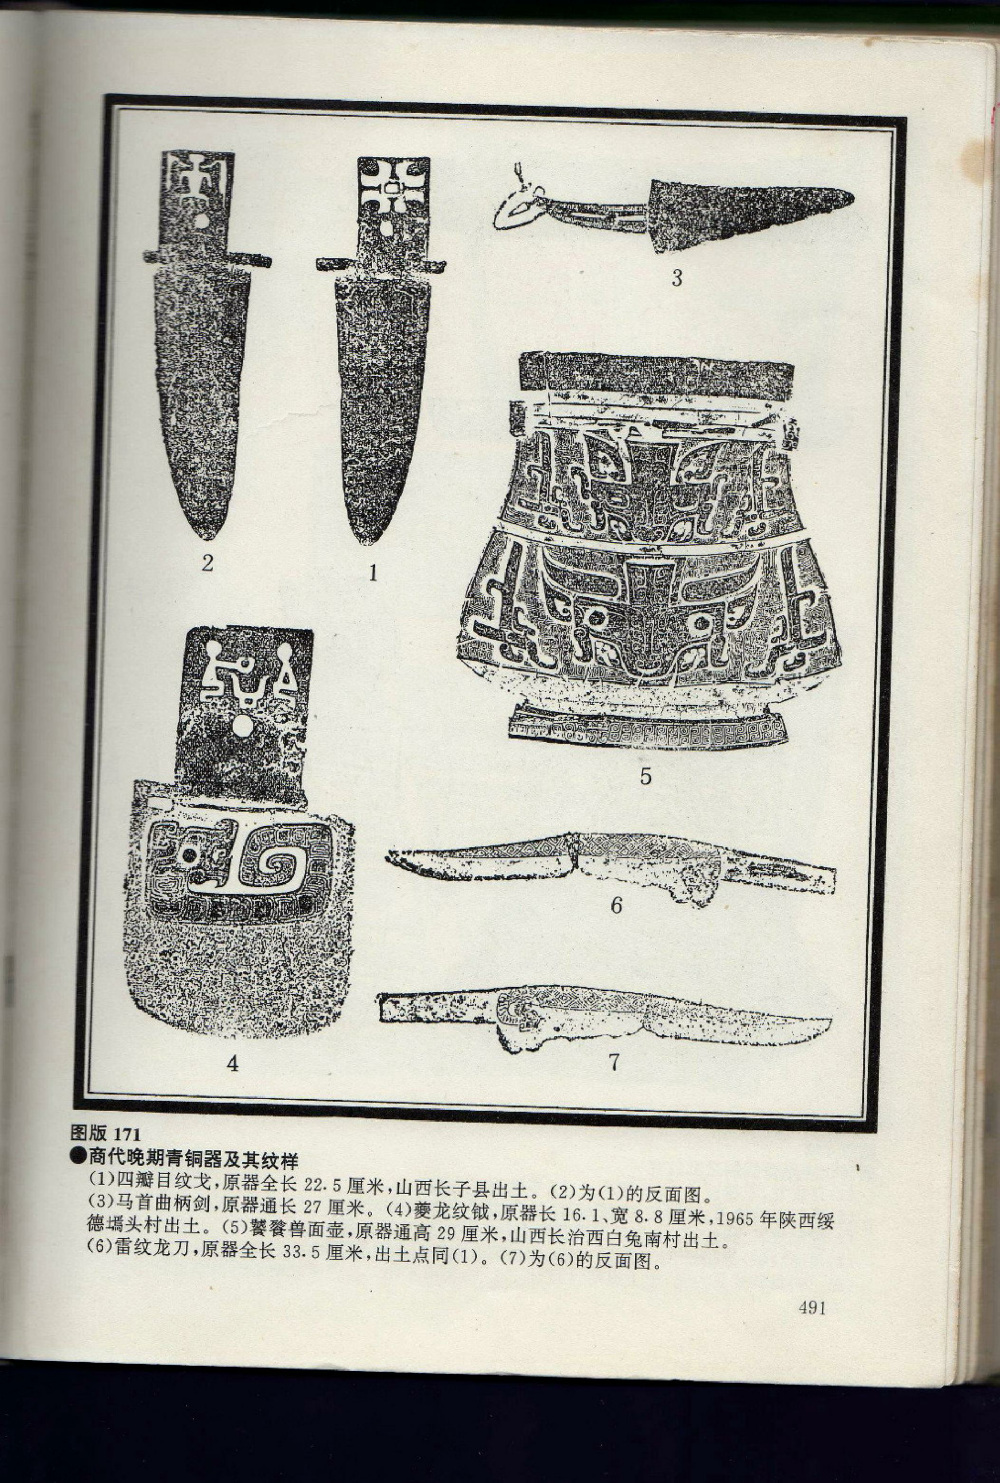 2
1
3
5
4
6
7
图版 171
●商代晚期青铜器及其纹样
(1)四瓣目纹戈,原器全长 22.5 厘米,山西长子县出土。(2)为(1)的反面图。
(3)马首曲柄剑,原器通长 27 厘米。(4)夔龙纹钺,原器长 16.1、宽 8.8 厘米,1965 年陕西绥
德墕头村出土。(5)饕餮兽面壶,原器通高 29 厘米,山西长治西白兔南村出土。
(6)雷纹龙刀,原器全长 33.5 厘米,出土点同(1)。(7)为(6)的反面图。
491